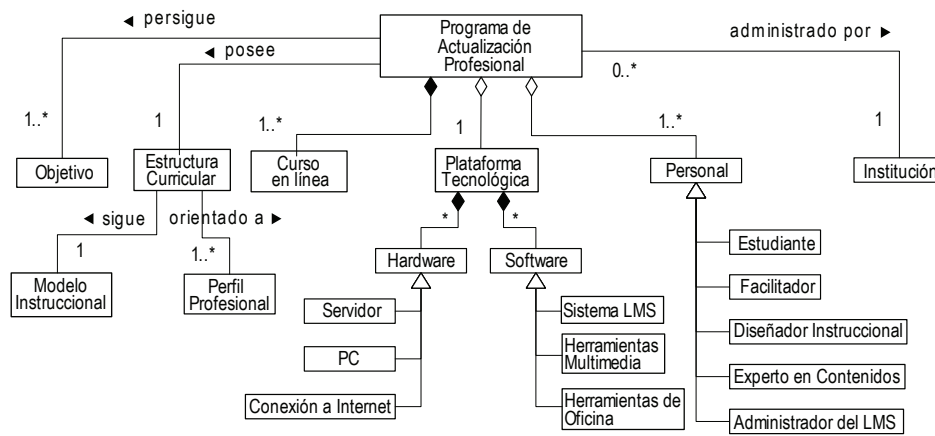 ◄ persigue
Programa de
Actualización
Profesional
administrado por ►
◄ posee
0..*
1..*
1
1..*
1
1..*
1
Objetivo
Estructura
Curricular
Curso
en línea
Plataforma
Tecnológica
Personal
Institución
◄ sigue
orientado a ►
*
*
1
1..*
Modelo
Instruccional
Perfil
Profesional
Hardware
Software
Estudiante
Servidor
Sistema LMS
Facilitador
PC
Herramientas
Multimedia
Diseñador Instruccional
Experto en Contenidos
Conexión a Internet
Herramientas de
Oficina
Administrador del LMS